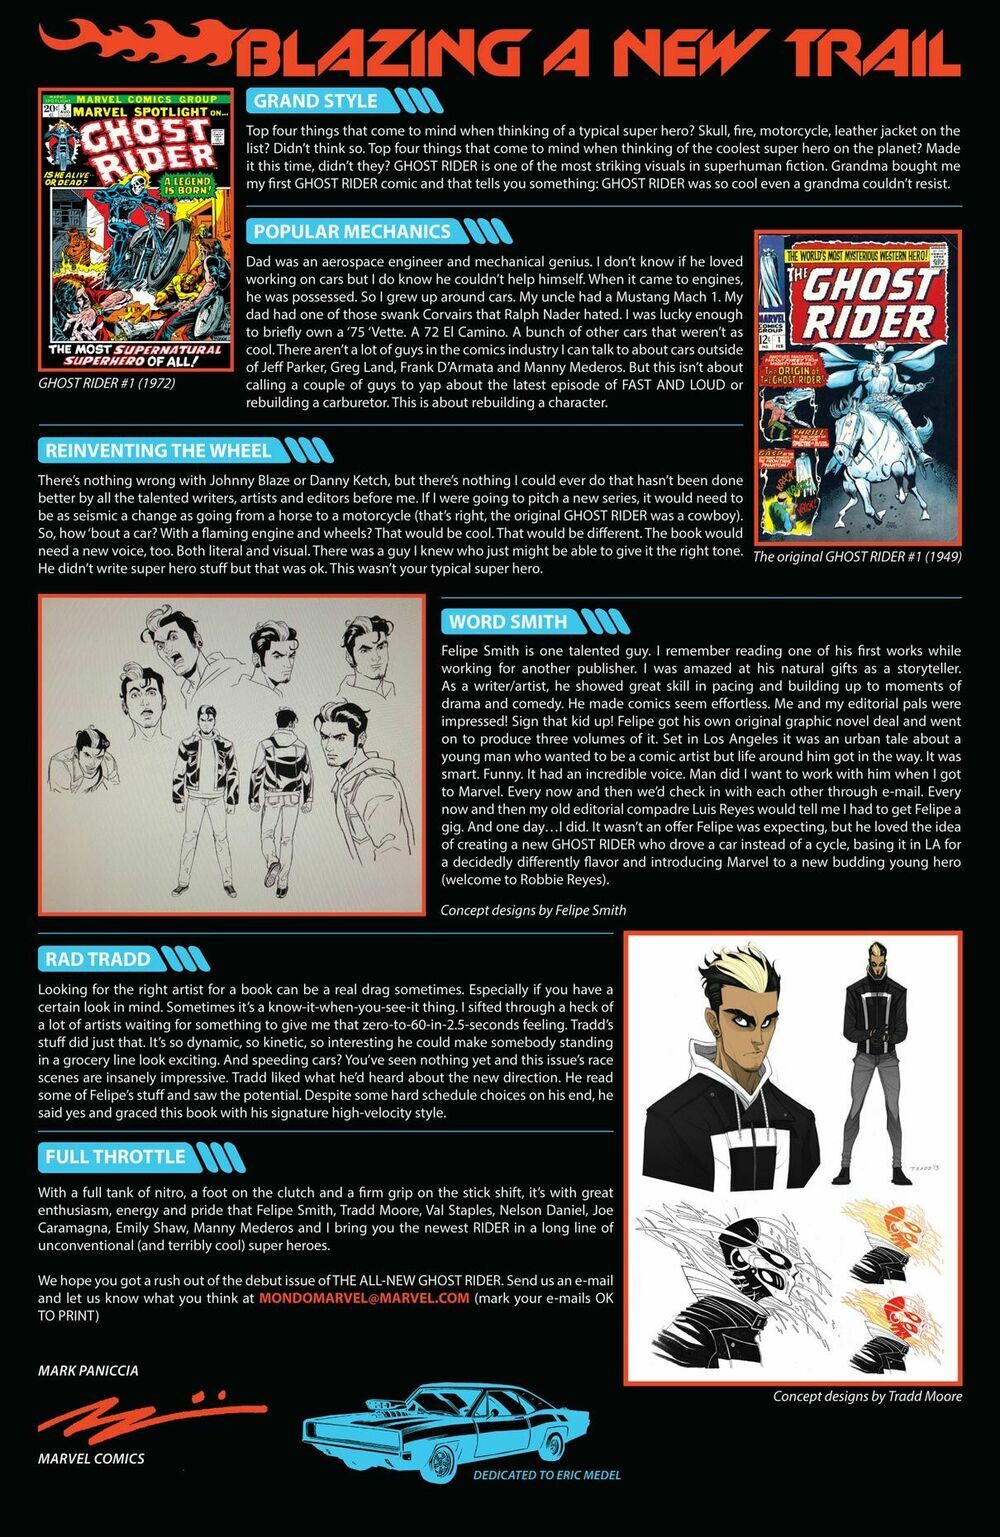 BLAZING A NEW TRAIL
MARVEL COMICS GROUP
20¢
5
MARVEL SPOTLIGHT ON...
GHOST
RIDER
IS HE ALIVE..
OR DEAD?
A LEGEND
IS BORN!
THE MOST SUPERNATURAL
SUPERHERO OF ALL!
GHOST RIDER #1 (1972)
GRAND STYLE
Top four things that come to mind when thinking of a typical super hero? Skull, fire, motorcycle, leather jacket on the
list? Didn't think so. Top four things that come to mind when thinking of the coolest super hero on the planet? Made
it this time, didn't they? GHOST RIDER is one of the most striking visuals in superhuman fiction. Grandma bought me
my first GHOST RIDER comic and that tells you something: GHOST RIDER was so cool even a grandma couldn't resist.
POPULAR MECHANICS
Dad was an aerospace engineer and mechanical genius. I don't know if he loved
working on cars but I do know he couldn't help himself. When it came to engines,
he was possessed. So I grew up around cars. My uncle had a Mustang Mach 1. My
dad had one of those swank Corvairs that Ralph Nader hated. I was lucky enough
to briefly own a '75 'Vette. A 72 El Camino. A bunch of other cars that weren't as
cool. There aren't a lot of guys in the comics industry I can talk to about cars outside
of Jeff Parker, Greg Land, Frank D'Armata and Manny Mederos. But this isn't about
calling a couple of guys to yap about the latest episode of FAST AND LOUD or
rebuilding a carburetor. This is about rebuilding a character.
THE WORLD'S MOST MYSTERIOUS WESTERN HERO!
THE
GHOST
RIDER
MARVEL
COMICS
GROUP
12¢
1
FEB
THE ORIGIN OF
THE GHOST RIDER!
The original GHOST RIDER #1 (1949)
REINVENTING THE WHEEL
There's nothing wrong with Johnny Blaze or Danny Ketch, but there's nothing I could ever do that hasn't been done
better by all the talented writers, artists and editors before me. If I were going to pitch a new series, it would need to
be as seismic a change as going from a horse to a motorcycle (that's right, the original GHOST RIDER was a cowboy).
So, how 'bout a car? With a flaming engine and wheels? That would be cool. That would be different. The book would
need a new voice, too. Both literal and visual. There was a guy I knew who just might be able to give it the right tone.
He didn't write super hero stuff but that was ok. This wasn't your typical super hero.
WORD SMITH
Felipe Smith is one talented guy. I remember reading one of his first works while
working for another publisher. I was amazed at his natural gifts as a storyteller.
As a writer/artist, he showed great skill in pacing and building up to moments of
drama and comedy. He made comics seem effortless. Me and my editorial pals were
impressed! Sign that kid up! Felipe got his own original graphic novel deal and went
on to produce three volumes of it. Set in Los Angeles it was an urban tale about a
young man who wanted to be a comic artist but life around him got in the way. It was
smart. Funny. It had an incredible voice. Man did I want to work with him when I got
to Marvel. Every now and then we'd check in with each other through e-mail. Every
now and then my old editorial compadre Luis Reyes would tell me I had to get Felipe a
gig. And one day…I did. It wasn't an offer Felipe was expecting, but he loved the idea
of creating a new GHOST RIDER who drove a car instead of a cycle, basing it in LA for
a decidedly differently flavor and introducing Marvel to a new budding young hero
(welcome to Robbie Reyes).
Concept designs by Felipe Smith
RAD TRADD
Looking for the right artist for a book can be a real drag sometimes. Especially if you have a
certain look in mind. Sometimes it's a know-it-when-you-see-it thing. I sifted through a heck of
a lot of artists waiting for something to give me that zero-to-60-in-2.5-seconds feeling. Tradd's
stuff did just that. It's so dynamic, so kinetic, so interesting he could make somebody standing
in a grocery line look exciting. And speeding cars? You've seen nothing yet and this issue's race
scenes are insanely impressive. Tradd liked what he'd heard about the new direction. He read
some of Felipe's stuff and saw the potential. Despite some hard schedule choices on his end, he
said yes and graced this book with his signature high-velocity style.
FULL THROTTLE
With a full tank of nitro, a foot on the clutch and a firm grip on the stick shift, it's with great
enthusiasm, energy and pride that Felipe Smith, Tradd Moore, Val Staples, Nelson Daniel, Joe
Caramagna, Emily Shaw, Manny Mederos and I bring you the newest RIDER in a long line of
unconventional (and terribly cool) super heroes.
We hope you got a rush out of the debut issue of THE ALL-NEW GHOST RIDER. Send us an e-mail
and let us know what you think at MONDOMARVEL@MARVEL.COM (mark your e-mails OK
TO PRINT)
TRADD '13
Concept designs by Tradd Moore
MARK PANICCIA
MARVEL COMICS
DEDICATED TO ERIC MEDEL